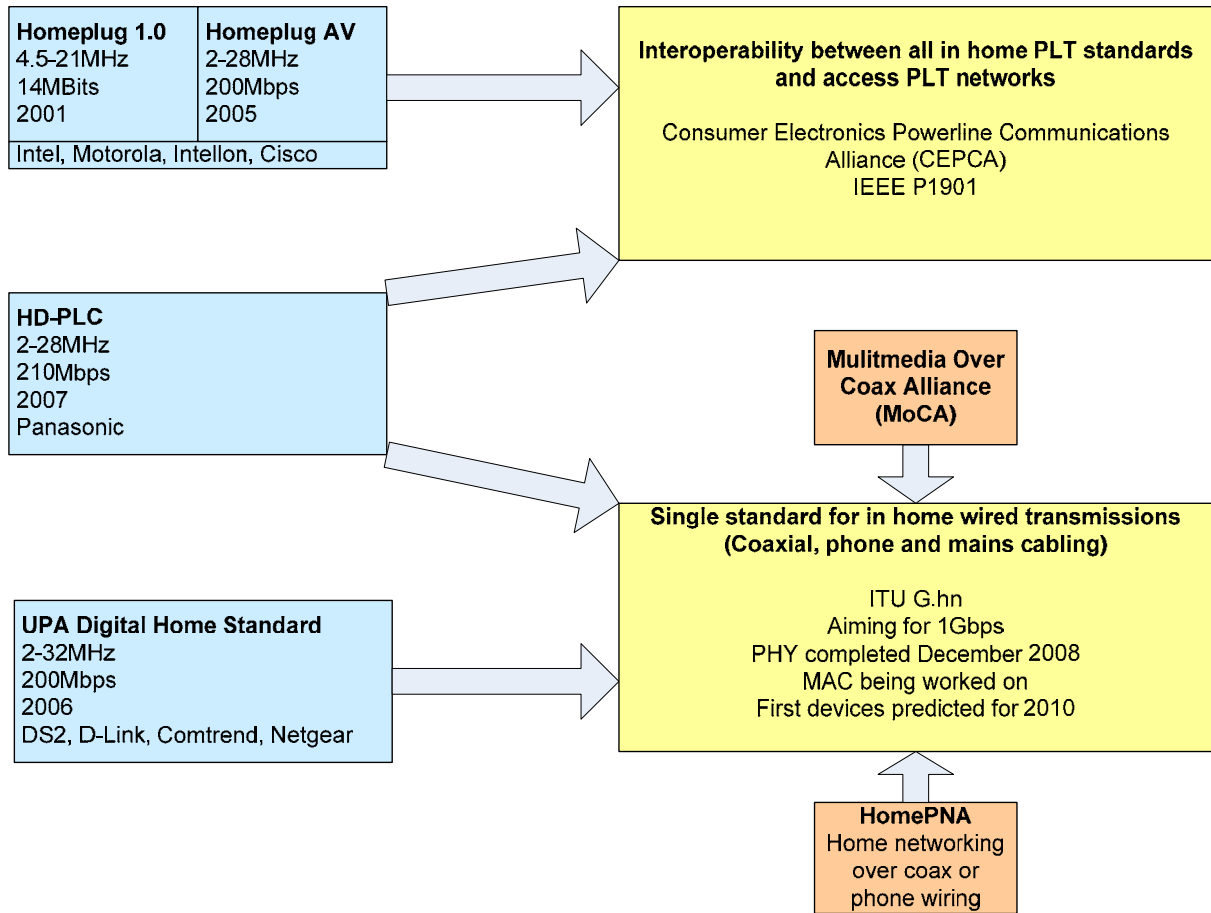 Homeplug 1.0
4.5-21MHz
14MBits
2001
Homeplug AV
2-28MHz
200Mbps
2005
Intel, Motorola, Intellon, Cisco
Interoperability between all in home PLT standards
and access PLT networks
Consumer Electronics Powerline Communications
Alliance (CEPCA)
IEEE P1901
HD-PLC
2-28MHz
210Mbps
2007
Panasonic
Mulitmedia Over
Coax Alliance
(MoCA)
Single standard for in home wired transmissions
(Coaxial, phone and mains cabling)
ITU G.hn
Aiming for 1Gbps
PHY completed December 2008
MAC being worked on
First devices predicted for 2010
UPA Digital Home Standard
2-32MHz
200Mbps
2006
DS2, D-Link, Comtrend, Netgear
HomePNA
Home networking
over coax or
phone wiring